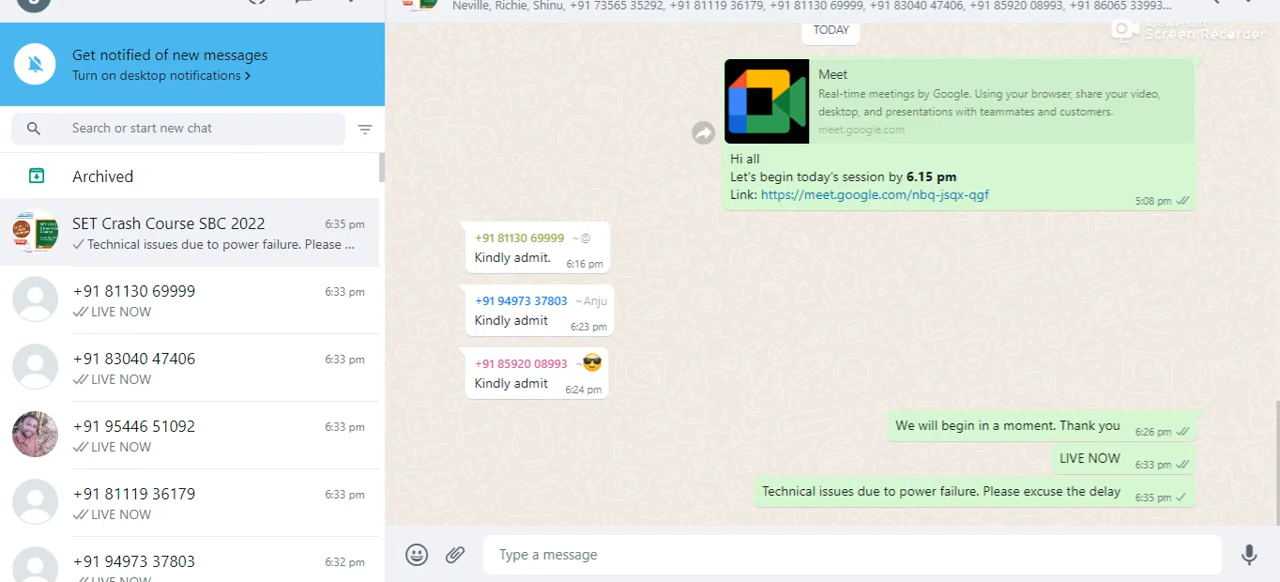 Neville, Richie, Shinu, +91 73565 35292, +91 81119 36179, +91 81130 69999, +91 83040 47406, +91 85920 08993, +91 86065 33993...
Get notified of new messages
Turn on desktop notifications >
Search or start new chat
Archived
SET Crash Course SBC 2022 6:35 pm
Technical issues due to power failure. Please ...
+91 81130 69999 6:33 pm
LIVE NOW
+91 83040 47406 6:33 pm
LIVE NOW
+91 95446 51092 6:33 pm
LIVE NOW
+91 81119 36179 6:33 pm
LIVE NOW
+91 94973 37803 6:32 pm
LIVE NOW
TODAY
Screen Recorder
Meet
Real-time meetings by Google. Using your browser, share your video,
desktop, and presentations with teammates and customers.
meet.google.com
Hi all
Let's begin today's session by 6.15 pm
Link: https://meet.google.com/nbq-jsqx-qgf
5:08 pm
+91 81130 69999 ~@
Kindly admit. 6:16 pm
+91 94973 37803 ~Anju
Kindly admit 6:23 pm
+91 85920 08993 ~😎
Kindly admit 6:24 pm
We will begin in a moment. Thank you 6:26 pm
LIVE NOW 6:33 pm
Technical issues due to power failure. Please excuse the delay 6:35 pm
Type a message